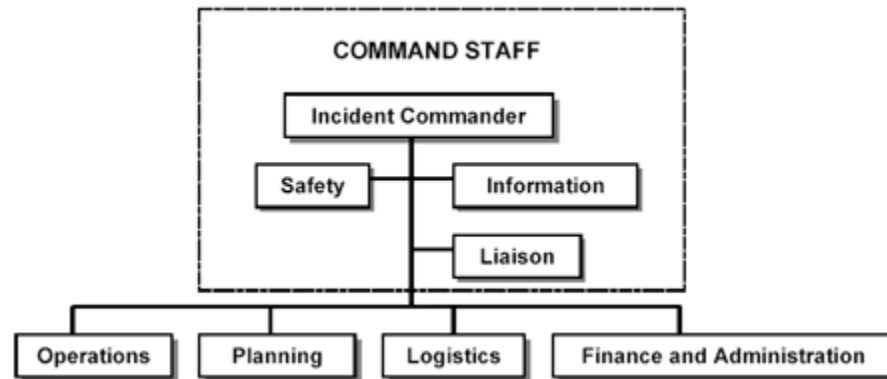 COMMAND STAFF
Incident Commander
Safety
Information
Liaison
Operations
Planning
Logistics
Finance and Administration